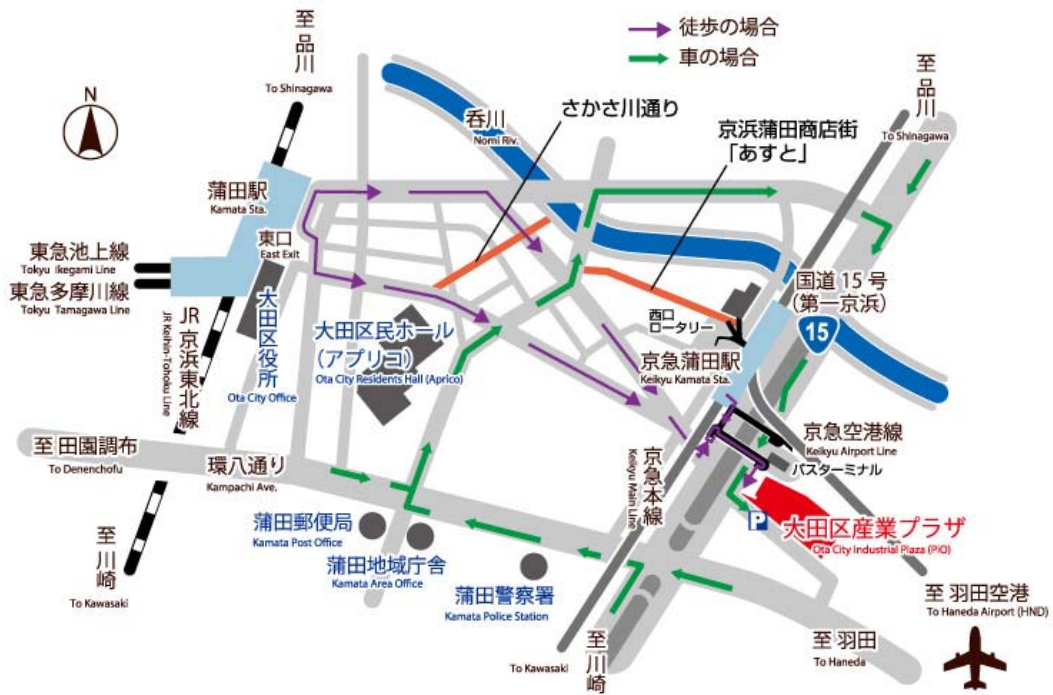 徒歩の場合
車の場合
至 品川
To Shinagawa
N
呑川
Nomi Riv.
さかさ川通り
京浜蒲田商店街
「あすと」
至 品川
To Shinagawa
蒲田駅
Kamata Sta.
東口
East Exit
東急池上線
Tokyu Ikegami Line
東急多摩川線
Tokyu Tamagawa Line
JR 京浜東北線
JR Kihin-Tohoku Line
大田区役所
Ota City Office
大田区民ホール
（アプリコ）
Ota City Residents Hall (Aprico)
西口
ロータリー
国道 15 号
（第一京浜）
15
京急蒲田駅
Keikyu Kamata Sta.
京急空港線
Keikyu Airport Line
バスターミナル
至 田園調布
To Denenchofu
環八通り
Kampachi Ave.
京急本線
Keikyu Main Line
P
大田区産業プラザ
Ota City Industrial Plaza (PiO)
蒲田郵便局
Kamata Post Office
蒲田地域庁舎
Kamata Area Office
蒲田警察署
Kamata Police Station
至 川崎
To Kawasaki
至 川崎
To Kawasaki
至 羽田
To Haneda
至 羽田空港
To Haneda Airport (HND)